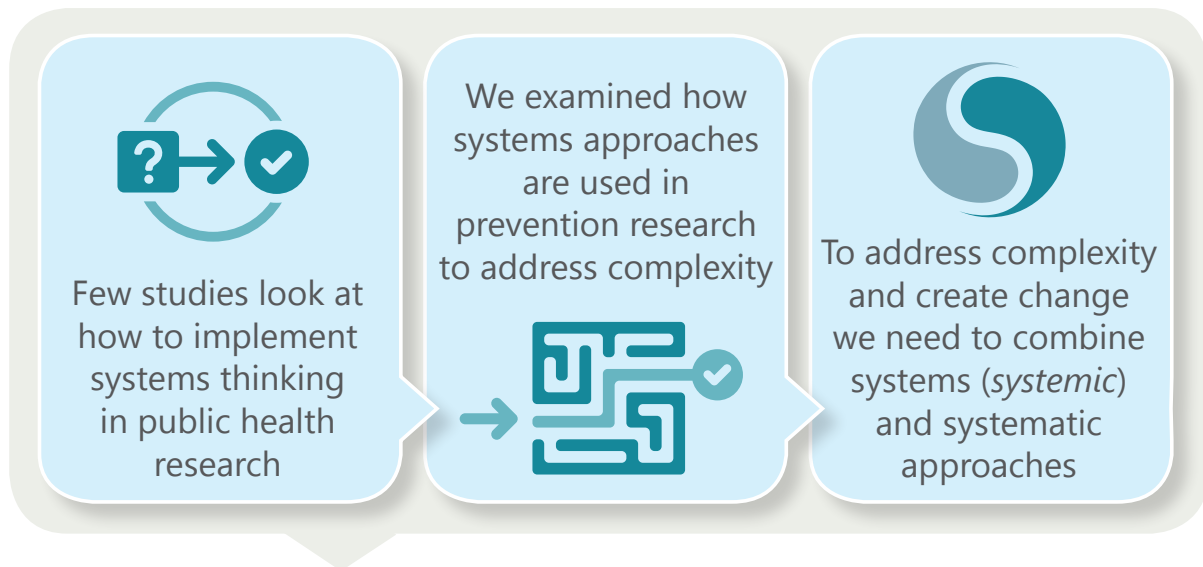 ?
Few studies look at
how to implement
systems thinking
in public health
research
We examined how
systems approaches
are used in
prevention research
to address complexity
To address complexity
and create change
we need to combine
systems (systemic)
and systematic
approaches